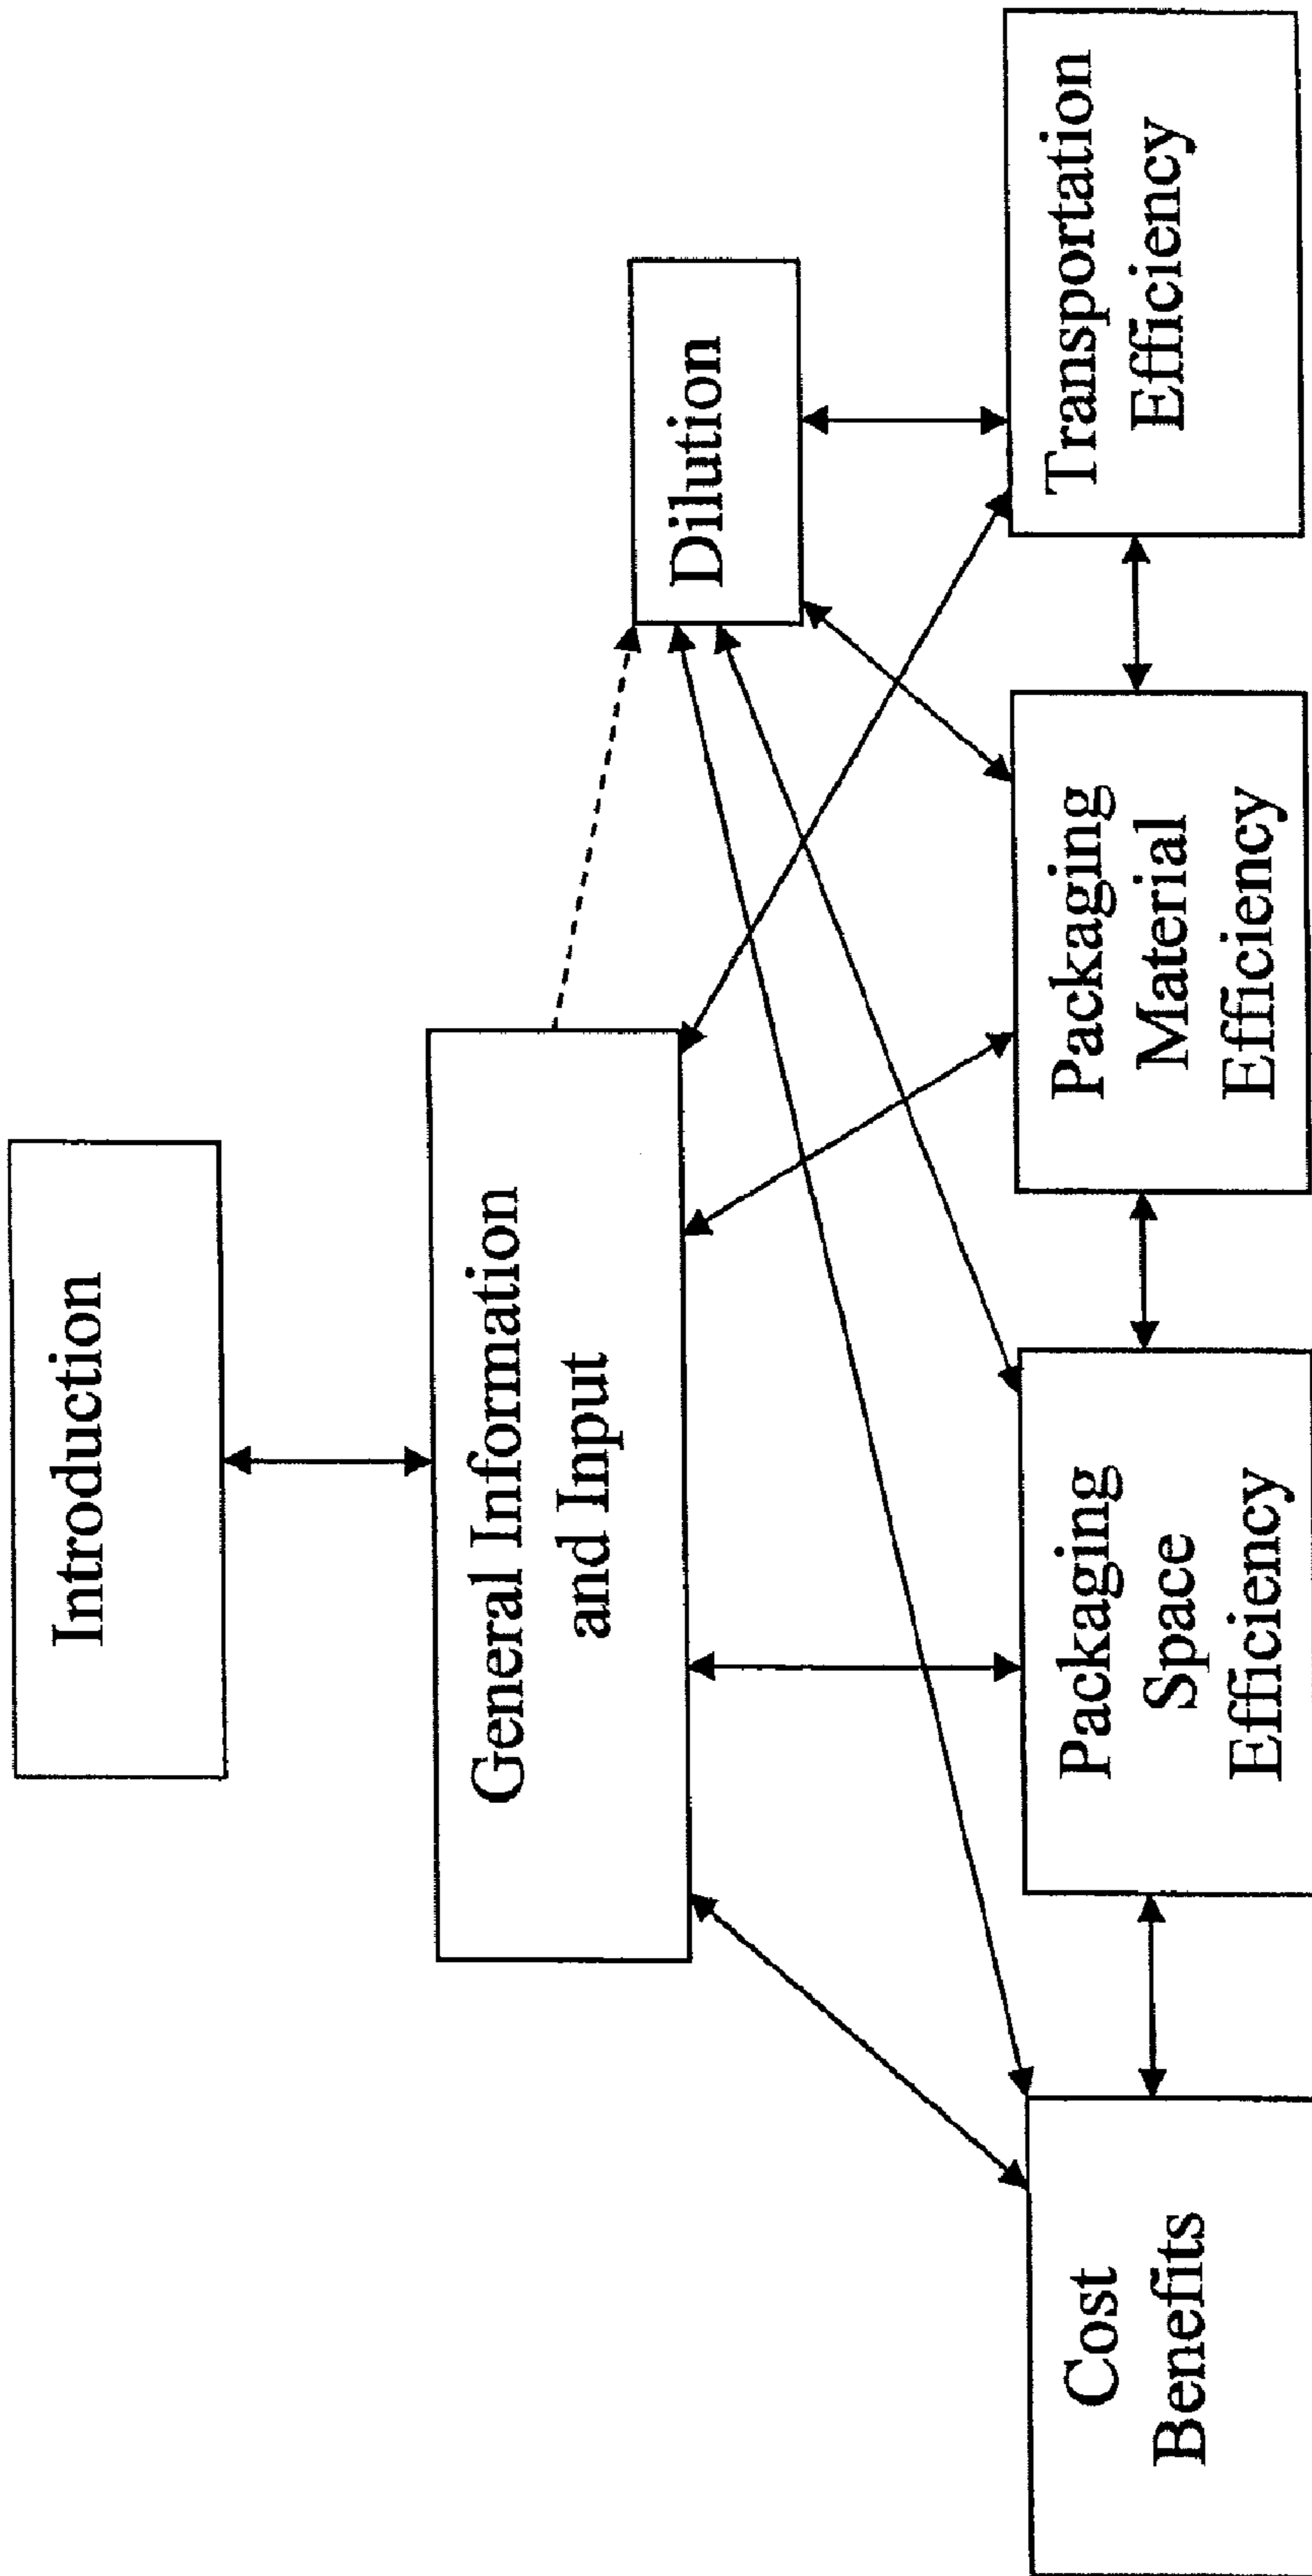 Introduction
General Information
and Input
Dilution
Cost
Benefits
Packaging
Space
Efficiency
Packaging
Material
Efficiency
Transportation
Efficiency